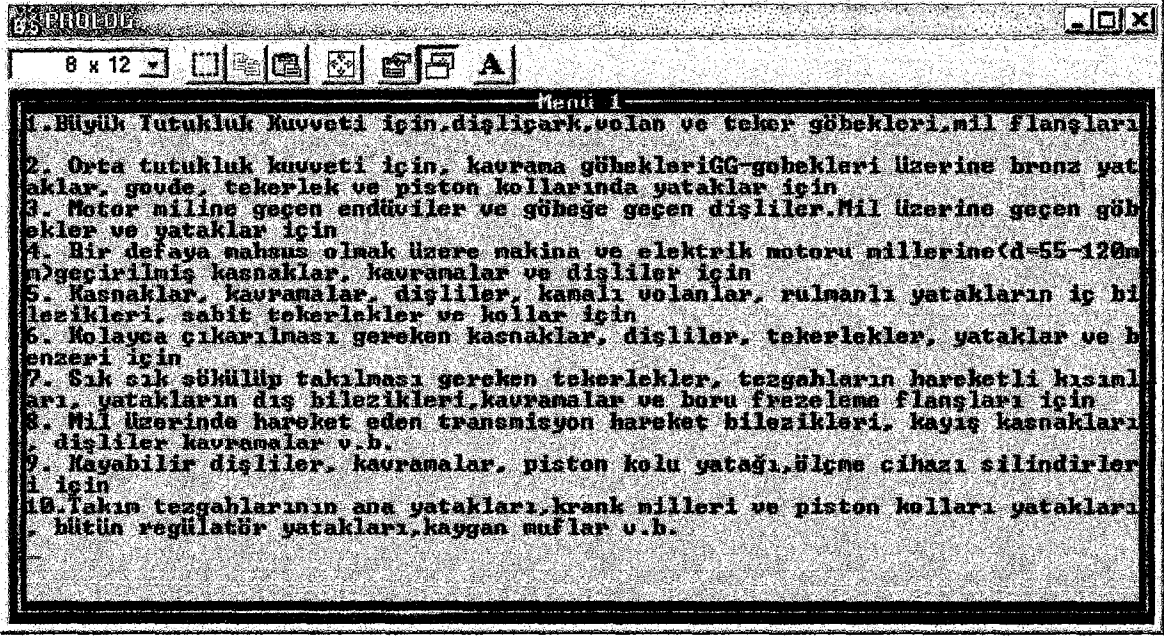 PROLOG
8 x 12
A
Menü 1
1.Büyük Tutukluk Kuvveti için,dişliçark,volan ve teker göbekleri,mil flanşları
2. Orta tutukluk kuvveti için, kavrama göbekleriGG-gobekleri üzerine bronz yat
aklar, govde, tekerlek ve piston kollarında yataklar için
3. Motor miline geçen endüviler ve göbeğe geçen dişliler.Mil üzerine geçen göb
ekler ve yataklar için
4. Bir defaya mahsus olmak üzere makina ve elektrik motoru millerine(d=55-120m
m)geçirilmiş kasnaklar, kavramalar ve dişliler için
5. Kasnaklar, kavramalar, dişliler, kamalı volanlar, rulmanlı yatakların iç bi
lezikleri, sabit tekerlekler ve kollar için
6. Kolayca çıkarılması gereken kasnaklar, dişliler, tekerlekler, yataklar ve b
enzeri için
7. Sık sık sökülüp takılması gereken tekerlekler, tezgahların hareketli kısıml
arı, yatakların dış bilezikleri,kavramalar ve boru frezeleme flanşları için
8. Mil üzerinde hareket eden transmisyon hareket bilezikleri, kayış kasnakları
, dişliler kavramalar v.b.
9. Kayabilir dişliler, kavramalar, piston kolu yatağı,ölçme cihazı silindirler
i için
10.Takım tezgahlarının ana yatakları,krank milleri ve piston kolları yatakları
, bütün regülatör yatakları,kaygan muflar v.b.